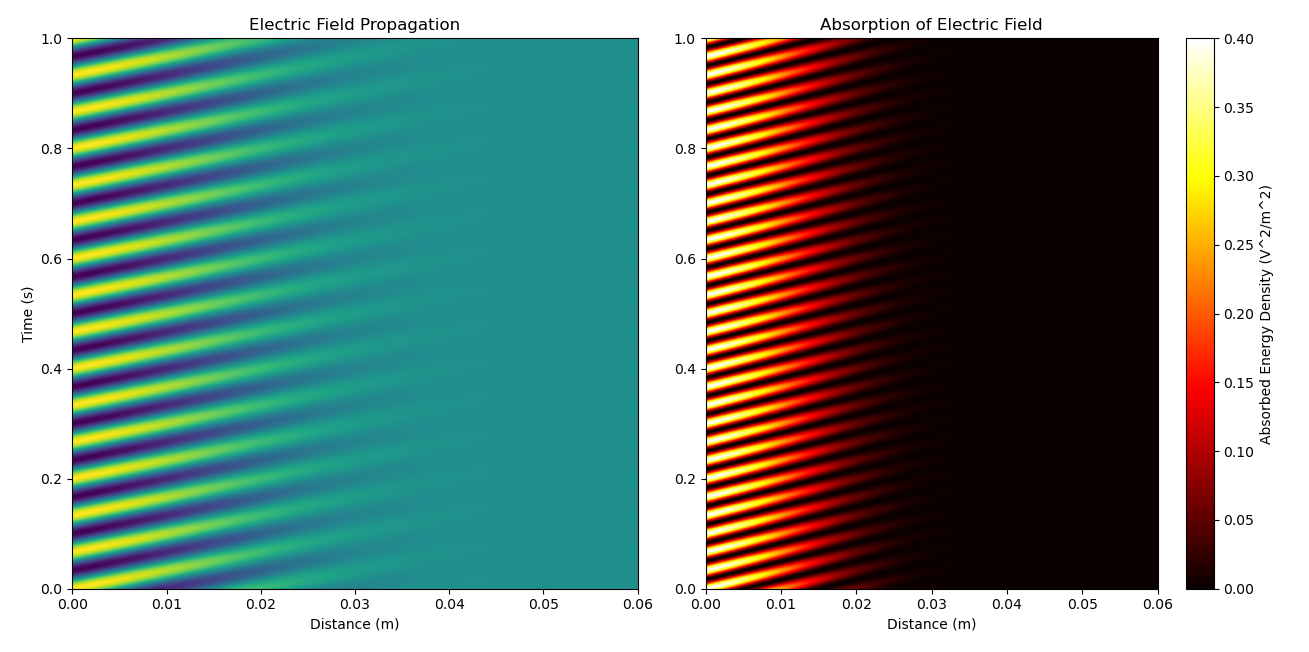 Electric Field Propagation
Time (s)
1.0
0.8
0.6
0.4
0.2
0.0
0.00 0.01 0.02 0.03 0.04 0.05 0.06
Distance (m)
Absorption of Electric Field
1.0
0.8
0.6
0.4
0.2
0.0
0.00 0.01 0.02 0.03 0.04 0.05 0.06
Distance (m)
0.40
0.35
0.30
0.25
0.20
0.15
0.10
0.05
0.00
Absorbed Energy Density (V^2/m^2)